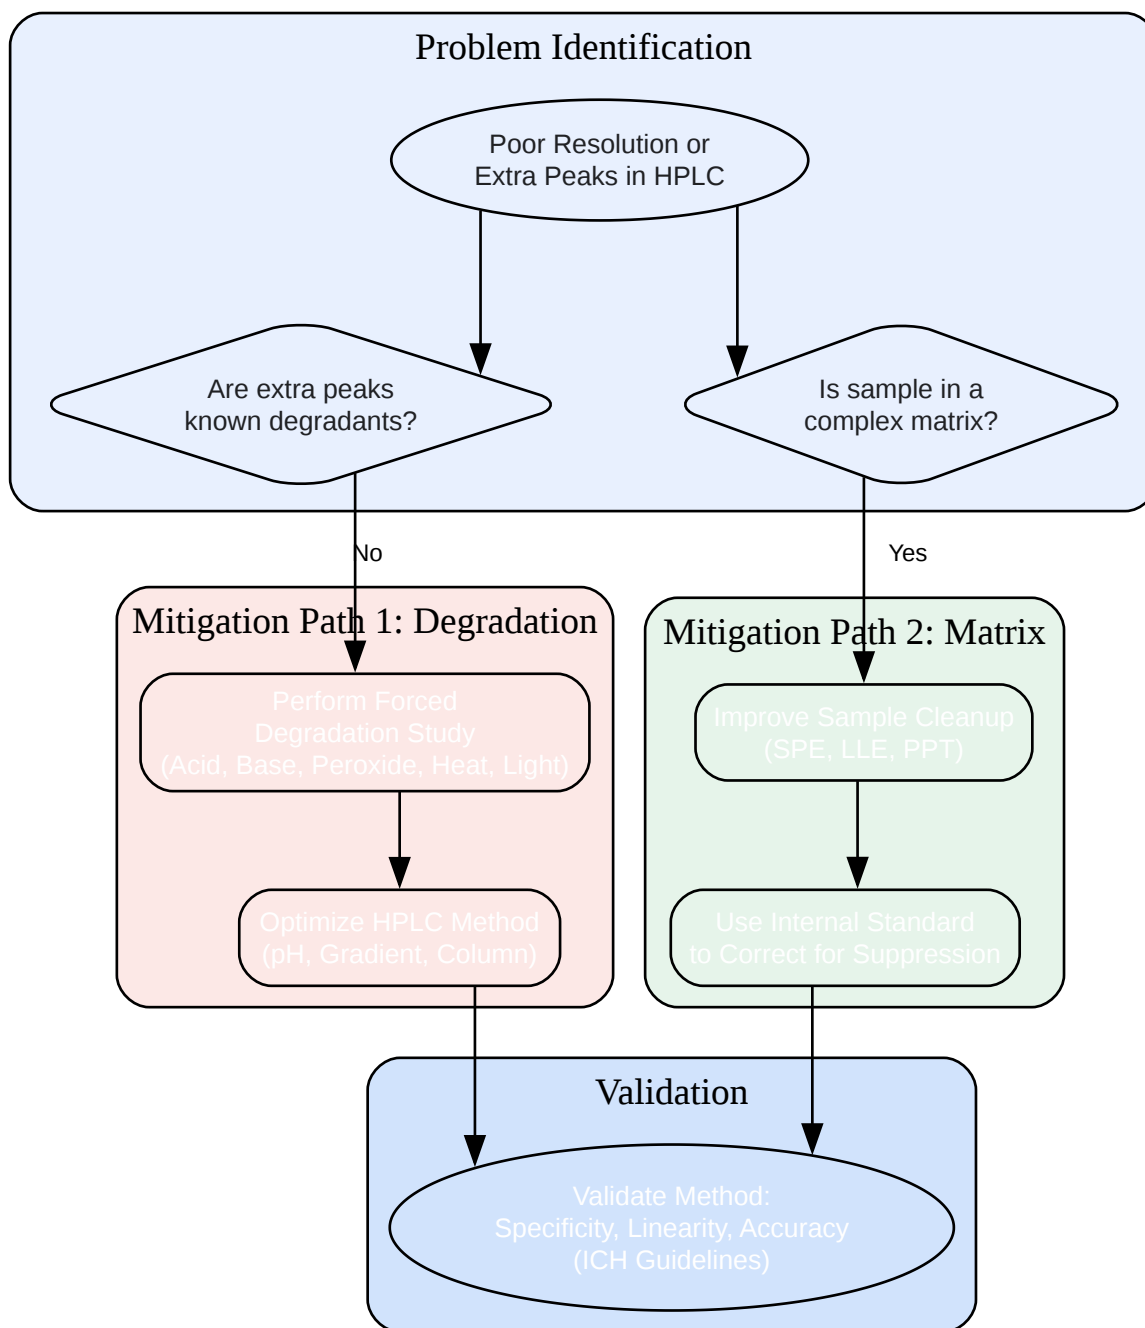 Problem Identification
Poor Resolution or
Extra Peaks in HPLC
Are extra peaks
known degradants?
Is sample in a
complex matrix?
No
Yes
Mitigation Path 1: Degradation
Perform Forced
Degradation Study
(Acid, Base, Peroxide, Heat, Light)
Optimize HPLC Method
(pH, Gradient, Column)
Mitigation Path 2: Matrix
Improve Sample Cleanup
(SPE, LLE, PPT)
Use Internal Standard
to Correct for Suppression
Validation
Validate Method:
Specificity, Linearity, Accuracy
(ICH Guidelines)